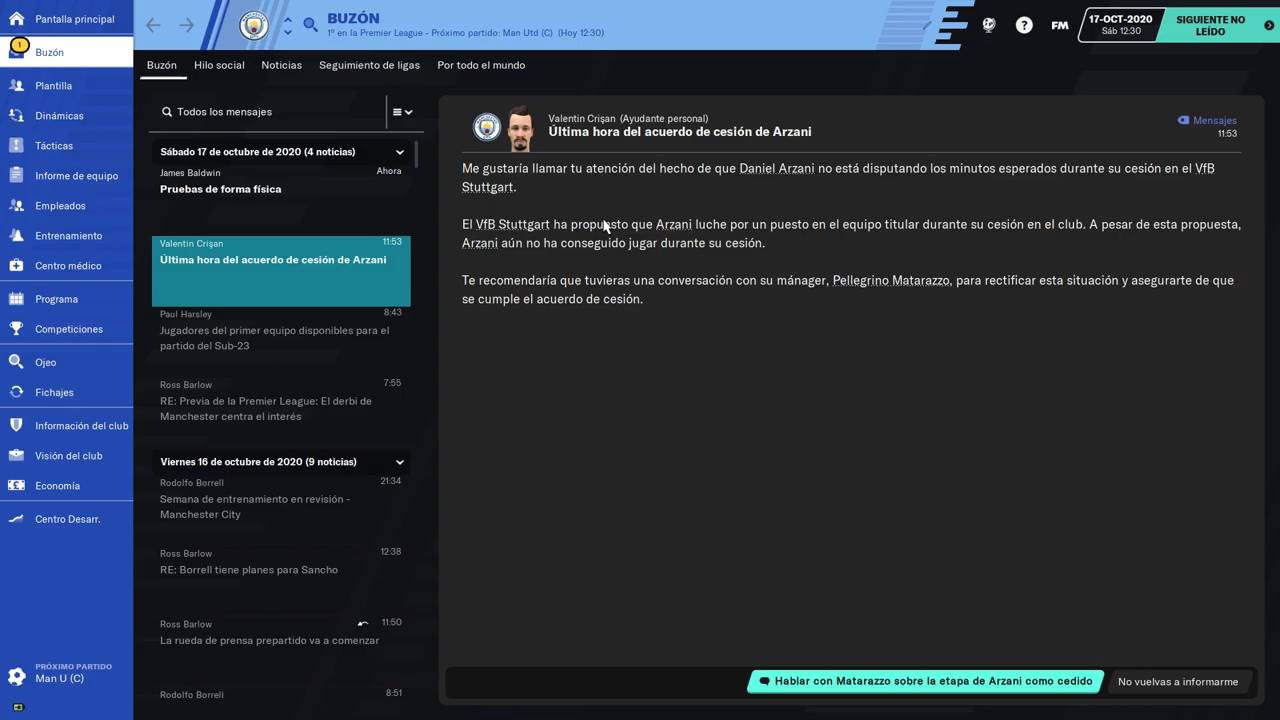 Pantalla principal
1
Buzón
Plantilla
Dinámicas
Tácticas
Informe de equipo
Empleados
Entrenamiento
Centro médico
Programa
Competiciones
Ojeo
Fichajes
Información del club
Visión del club
Economía
Centro Desarr.
PRÓXIMO PARTIDO
Man U (C)
BUZÓN
1º en la Premier League - Próximo partido: Man Utd (C) (Hoy 12:30)
?
FM
17-OCT-2020
Sáb 12:30
SIGUIENTE NO
LEÍDO
Buzón Hilo social Noticias Seguimiento de ligas Por todo el mundo
Todos los mensajes
Sábado 17 de octubre de 2020 (4 noticias)
James Baldwin Ahora
Pruebas de forma física
Valentin Crişan 11:53
Última hora del acuerdo de cesión de Arzani
Paul Harsley 8:43
Jugadores del primer equipo disponibles para el
partido del Sub-23
Ross Barlow 7:55
RE: Previa de la Premier League: El derbi de
Manchester centra el interés
Viernes 16 de octubre de 2020 (9 noticias)
Rodolfo Borrell 21:34
Semana de entrenamiento en revisión -
Manchester City
Ross Barlow 12:38
RE: Borrell tiene planes para Sancho
Ross Barlow 11:50
La rueda de prensa prepartido va a comenzar
Rodolfo Borrell 8:51
Valentin Crişan (Ayudante personal)
Última hora del acuerdo de cesión de Arzani
Mensajes
11:53
Me gustaría llamar tu atención del hecho de que Daniel Arzani no está disputando los minutos esperados durante su cesión en el VfB
Stuttgart.
El VfB Stuttgart ha propuesto que Arzani luche por un puesto en el equipo titular durante su cesión en el club. A pesar de esta propuesta,
Arzani aún no ha conseguido jugar durante su cesión.
Te recomendaría que tuvieras una conversación con su mánager, Pellegrino Matarazzo, para rectificar esta situación y asegurarte de que
se cumple el acuerdo de cesión.
Hablar con Matarazzo sobre la etapa de Arzani como cedido
No vuelvas a informarme